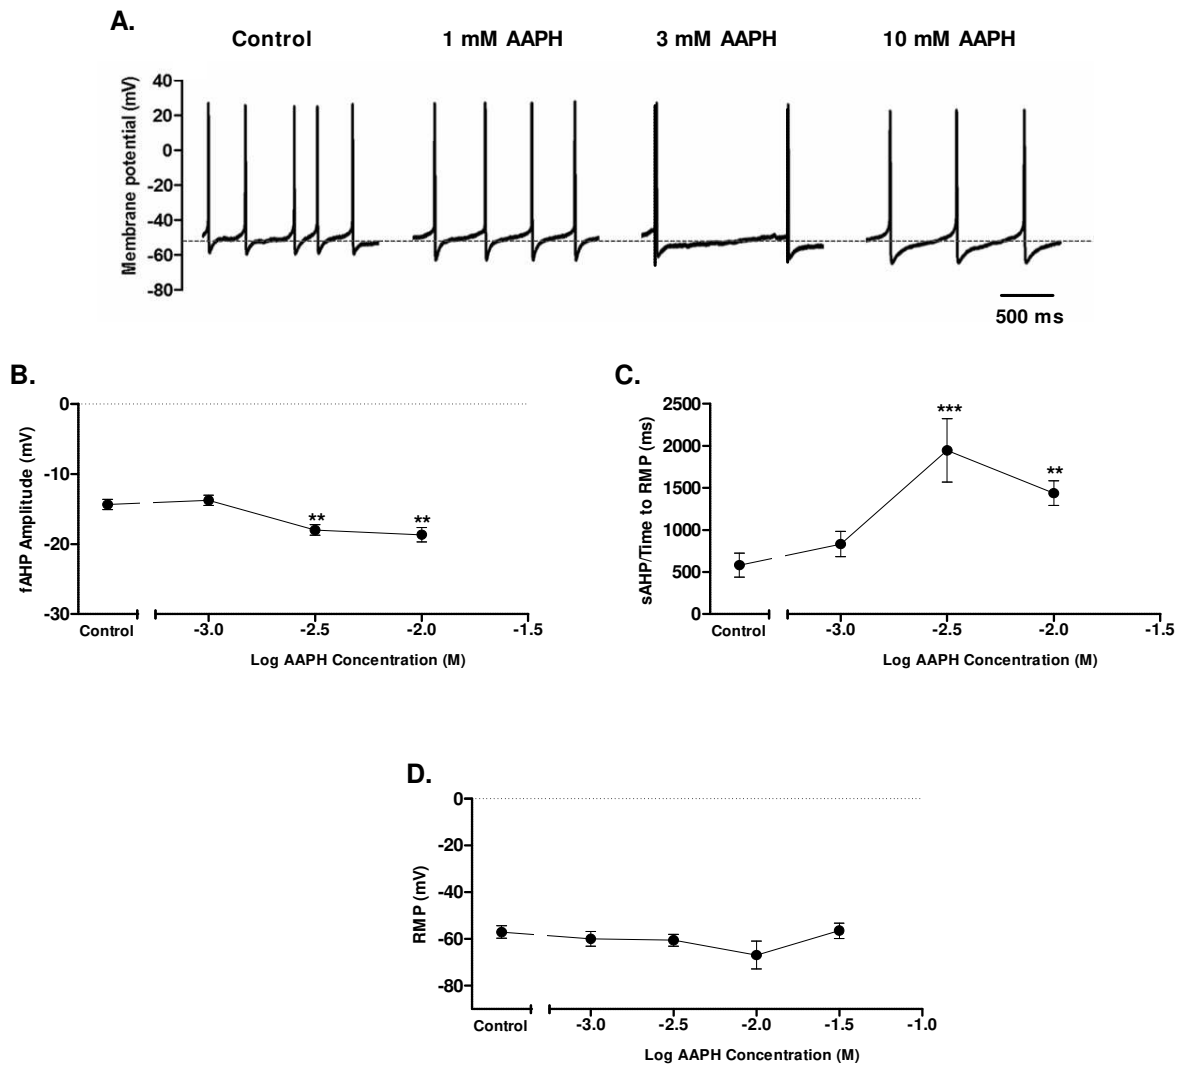 A.
Control 1 mM AAPH 3 mM AAPH 10 mM AAPH
Membrane potential (mV)
40
20
0
-20
-40
-60
-80
500 ms
B.
fAHP Amplitude (mV)
0
-10
-20
-30
** **
Control -3.0 -2.5 -2.0 -1.5
Log AAPH Concentration (M)
C.
sAHP/Time to RMP (ms)
2500
2000
1500
1000
500
0
***
**
Control -3.0 -2.5 -2.0 -1.5
Log AAPH Concentration (M)
D.
RMP (mV)
0
-20
-40
-60
-80
Control -3.0 -2.5 -2.0 -1.5 -1.0
Log AAPH Concentration (M)